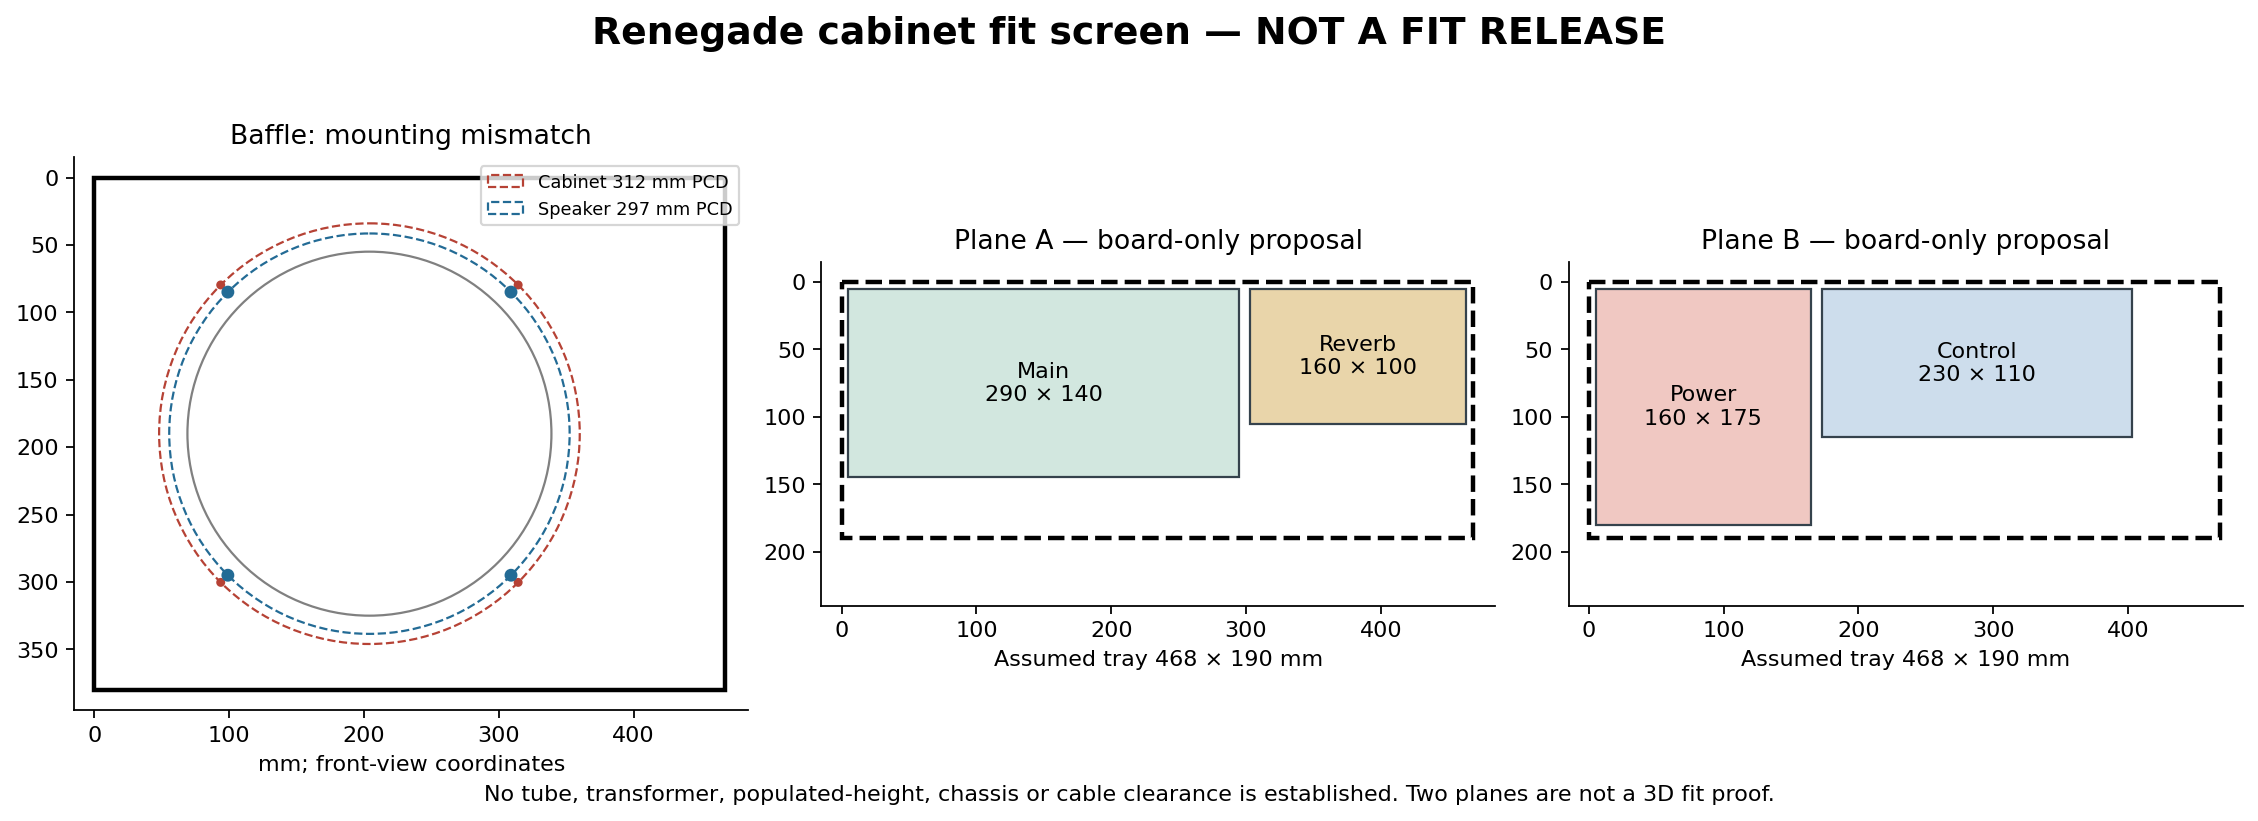 Renegade cabinet fit screen — NOT A FIT RELEASE
Baffle: mounting mismatch
Cabinet 312 mm PCD
Speaker 297 mm PCD
0
50
100
150
200
250
300
350
0
100
200
300
400
mm; front-view coordinates
Plane A — board-only proposal
0
50
100
150
200
Main
290 × 140
Reverb
160 × 100
0
100
200
300
400
Assumed tray 468 × 190 mm
Plane B — board-only proposal
0
50
100
150
200
Power
160 × 175
Control
230 × 110
0
100
200
300
400
Assumed tray 468 × 190 mm
No tube, transformer, populated-height, chassis or cable clearance is established. Two planes are not a 3D fit proof.